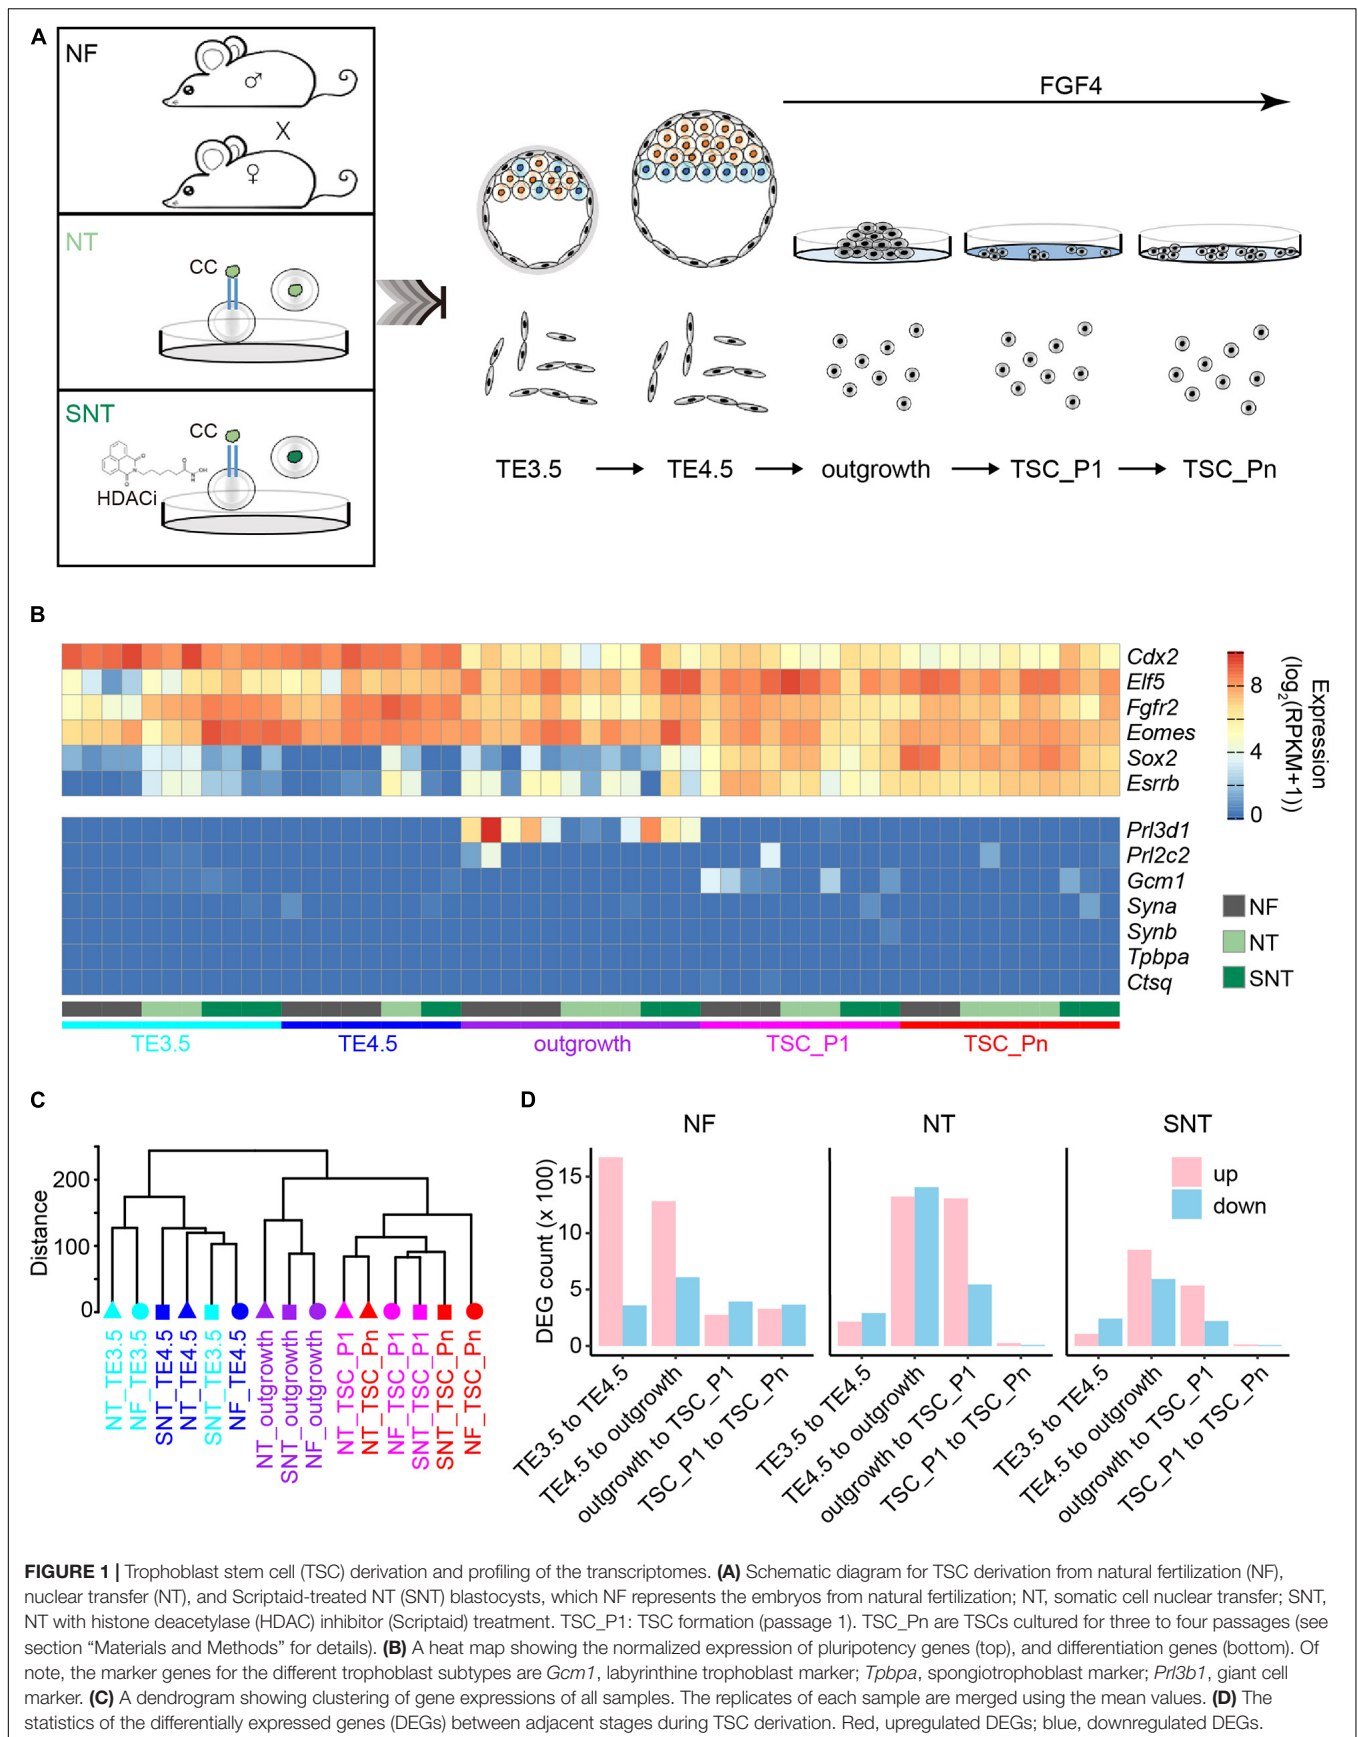 A
NF
♂
X
♀
NT
CC
SNT
CC
HDACi
FGF4
TE3.5
TE4.5
outgrowth
TSC_P1
TSC_Pn
B
Cdx2
Elf5
Fgfr2
Eomes
Sox2
Esrrb
Prl3d1
Prl2c2
Gcm1
Syna
Synb
Tpbpa
Ctsq
8
4
0
Expression
(log2(RPKM+1))
NF
NT
SNT
TE3.5
TE4.5
outgrowth
TSC_P1
TSC_Pn
C
Distance
200
100
0
NT_TE3.5
NF_TE3.5
SNT_TE4.5
NT_TE4.5
SNT_TE3.5
NF_TE4.5
NT_outgrowth
SNT_outgrowth
NF_outgrowth
NT_TSC_P1
NT_TSC_Pn
NF_TSC_P1
SNT_TSC_P1
SNT_TSC_Pn
NF_TSC_Pn
D
NF
NT
SNT
DEG count (x 100)
15
10
5
0
up
down
TE3.5 to TE4.5
TE4.5 to outgrowth
outgrowth to TSC_P1
TSC_P1 to TSC_Pn
TE3.5 to TE4.5
TE4.5 to outgrowth
outgrowth to TSC_P1
TSC_P1 to TSC_Pn
TE3.5 to TE4.5
TE4.5 to outgrowth
outgrowth to TSC_P1
TSC_P1 to TSC_Pn
FIGURE 1 | Trophoblast stem cell (TSC) derivation and profiling of the transcriptomes. (A) Schematic diagram for TSC derivation from natural fertilization (NF),
nuclear transfer (NT), and Scriptaid-treated NT (SNT) blastocysts, which NF represents the embryos from natural fertilization; NT, somatic cell nuclear transfer; SNT,
NT with histone deacetylase (HDAC) inhibitor (Scriptaid) treatment. TSC_P1: TSC formation (passage 1). TSC_Pn are TSCs cultured for three to four passages (see
section “Materials and Methods” for details). (B) A heat map showing the normalized expression of pluripotency genes (top), and differentiation genes (bottom). Of
note, the marker genes for the different trophoblast subtypes are Gcm1, labyrinthine trophoblast marker; Tpbpa, spongiotrophoblast marker; Prl3b1, giant cell
marker. (C) A dendrogram showing clustering of gene expressions of all samples. The replicates of each sample are merged using the mean values. (D) The
statistics of the differentially expressed genes (DEGs) between adjacent stages during TSC derivation. Red, upregulated DEGs; blue, downregulated DEGs.